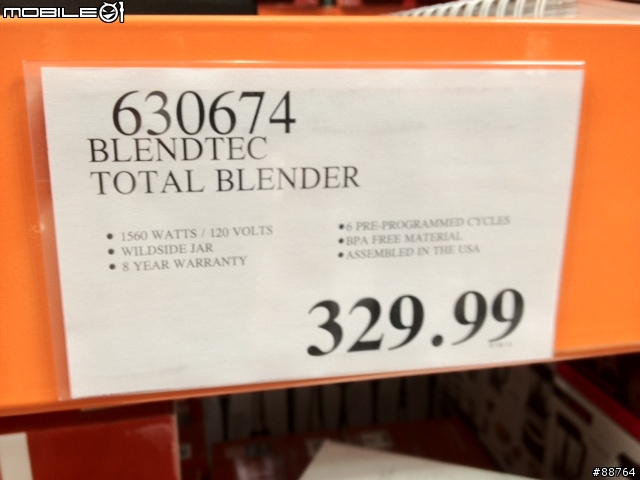 MOBILE01
630674
BLENDTEC
TOTAL BLENDER
• 1560 WATTS / 120 VOLTS
• WILDSIDE JAR
• 8 YEAR WARRANTY
• 6 PRE-PROGRAMMED CYCLES
• BPA FREE MATERIAL
• ASSEMBLED IN THE USA
329.99
#88764